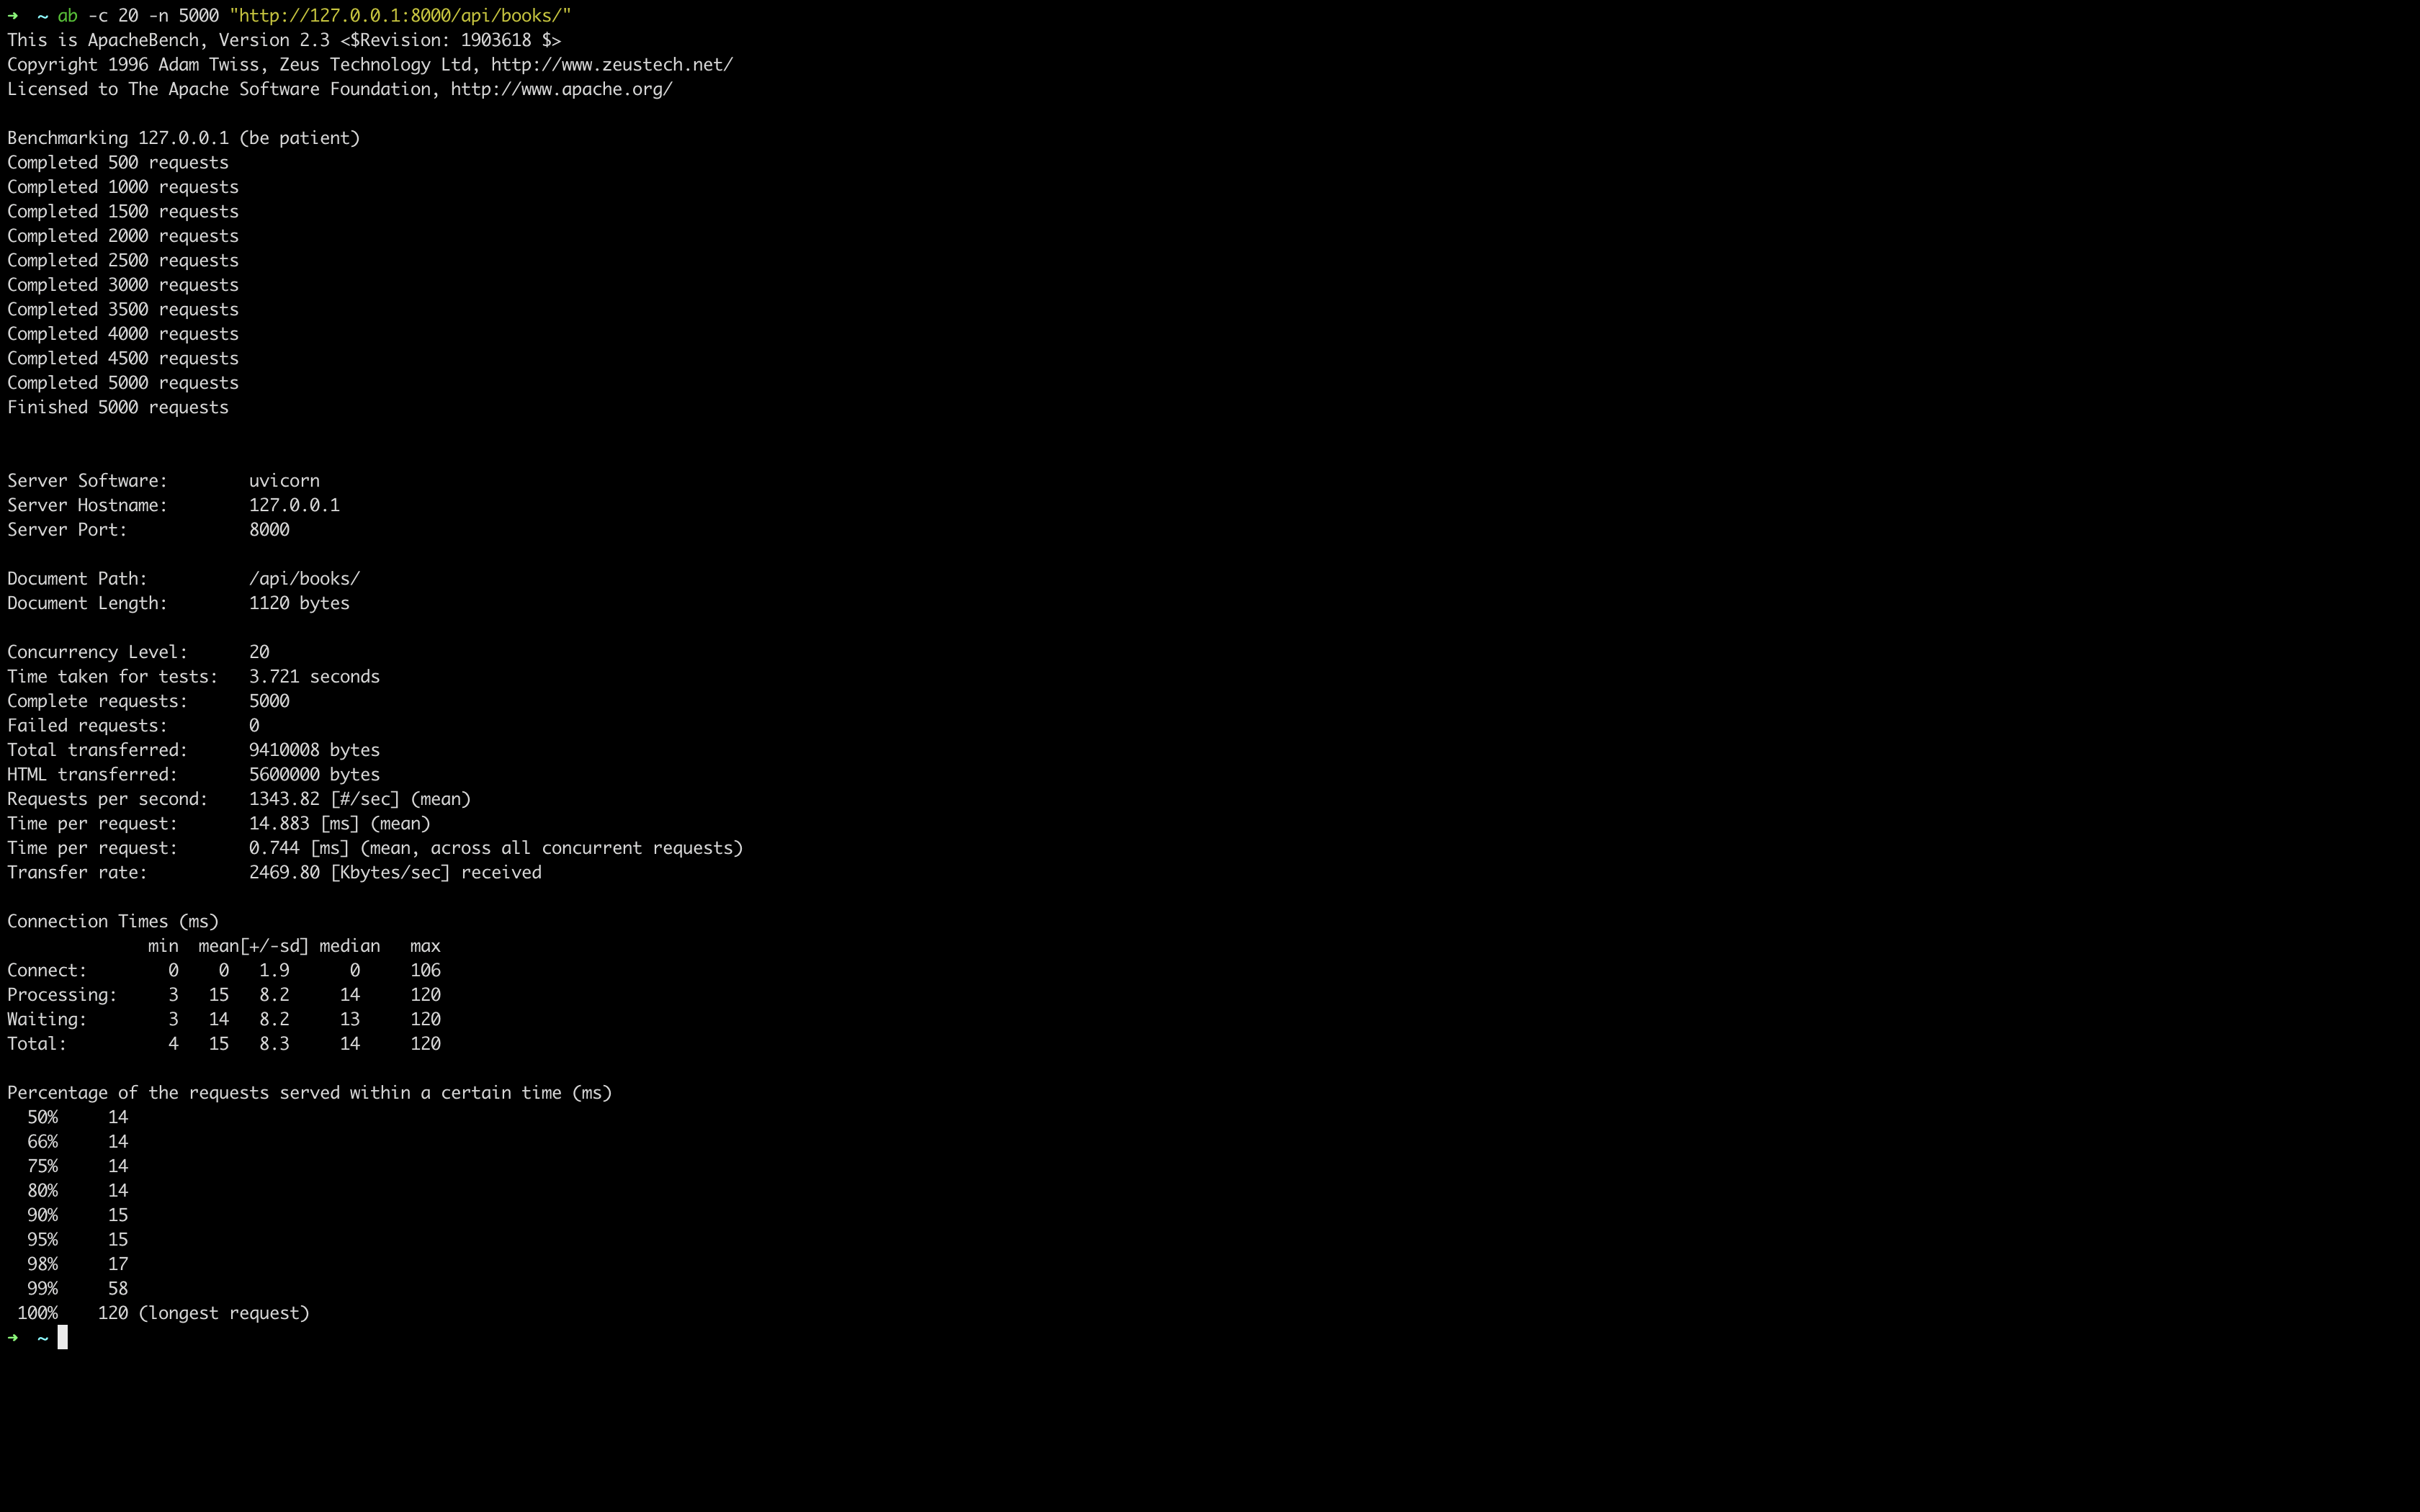 ➜  ~ ab -c 20 -n 5000 "http://127.0.0.1:8000/api/books/"
This is ApacheBench, Version 2.3 <$Revision: 1903618 $>
Copyright 1996 Adam Twiss, Zeus Technology Ltd, http://www.zeustech.net/
Licensed to The Apache Software Foundation, http://www.apache.org/

Benchmarking 127.0.0.1 (be patient)
Completed 500 requests
Completed 1000 requests
Completed 1500 requests
Completed 2000 requests
Completed 2500 requests
Completed 3000 requests
Completed 3500 requests
Completed 4000 requests
Completed 4500 requests
Completed 5000 requests
Finished 5000 requests


Server Software:        uvicorn
Server Hostname:        127.0.0.1
Server Port:            8000

Document Path:          /api/books/
Document Length:        1120 bytes

Concurrency Level:      20
Time taken for tests:   3.721 seconds
Complete requests:      5000
Failed requests:        0
Total transferred:      9410008 bytes
HTML transferred:       5600000 bytes
Requests per second:    1343.82 [#/sec] (mean)
Time per request:       14.883 [ms] (mean)
Time per request:       0.744 [ms] (mean, across all concurrent requests)
Transfer rate:          2469.80 [Kbytes/sec] received

Connection Times (ms)
              min  mean[+/-sd] median   max
Connect:        0    0   1.9      0     106
Processing:     3   15   8.2     14     120
Waiting:        3   14   8.2     13     120
Total:          4   15   8.3     14     120

Percentage of the requests served within a certain time (ms)
  50%     14
  66%     14
  75%     14
  80%     14
  90%     15
  95%     15
  98%     17
  99%     58
 100%    120 (longest request)
➜  ~